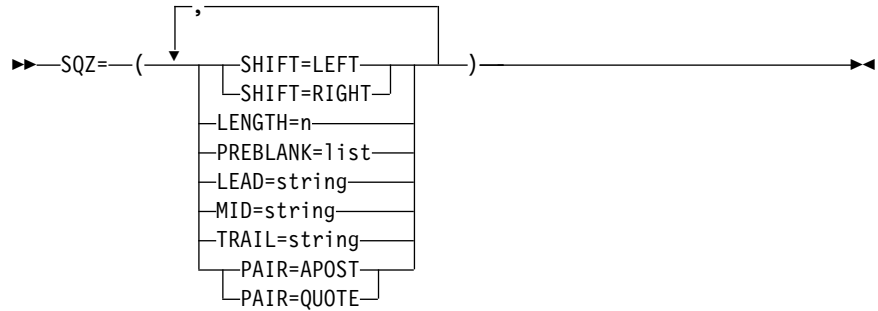 ,
SQZ=( SHIFT=LEFT )
SHIFT=RIGHT
LENGTH=n
PREBLANK=list
LEAD=string
MID=string
TRAIL=string
PAIR=APOST
PAIR=QUOTE